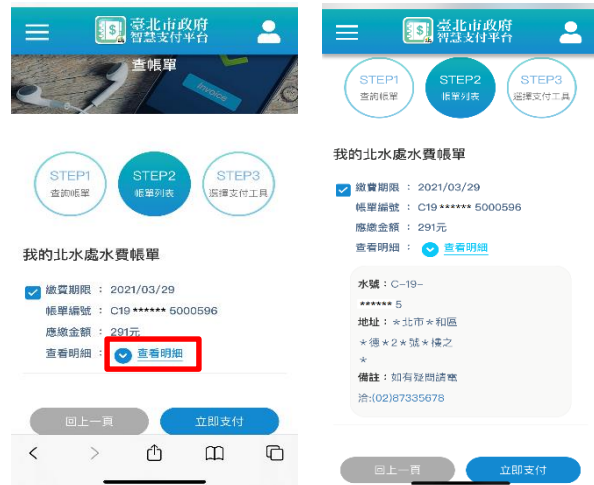 臺北市政府
智慧支付平台
查帳單
Invoice
STEP1
查詢帳單
STEP2
帳單列表
STEP3
選擇支付工具
我的北水處水費帳單
繳費期限 : 2021/03/29
帳單編號 : C19 ****** 5000596
應繳金額 : 291元
查看明細 : 查看明細
回上一頁
立即支付
臺北市政府
智慧支付平台
STEP1
查詢帳單
STEP2
帳單列表
STEP3
選擇支付工具
我的北水處水費帳單
繳費期限 : 2021/03/29
帳單編號 : C19 ****** 5000596
應繳金額 : 291元
查看明細 : 查看明細
水號:C-19-
****** 5
地址:*北市*和區
*德*2*號*樓之
*
備註:如有疑問請電
洽:(02)87335678
回上一頁
立即支付